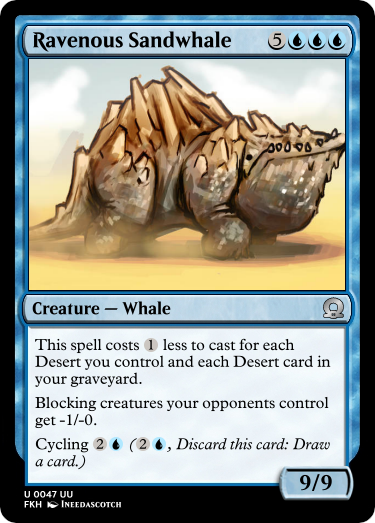 Ravenous Sandwhale 5
Creature — Whale
This spell costs 1 less to cast for each
Desert you control and each Desert card in
your graveyard.
Blocking creatures your opponents control
get -1/-0.
Cycling 2 (2, Discard this card: Draw
a card.)
9/9
U 0047 UU
FKH Ineedascotch